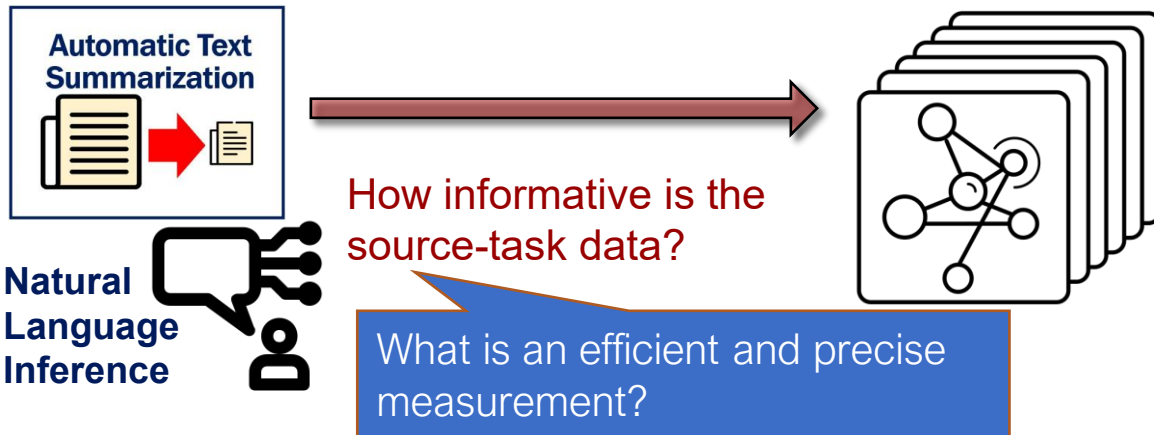 Automatic Text
Summarization
How informative is the
source-task data?
Natural
Language
Inference
What is an efficient and precise
measurement?